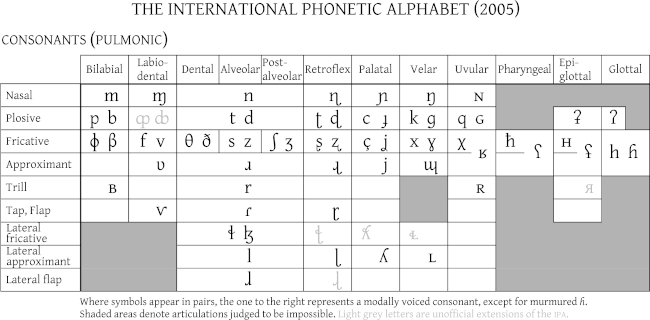 THE INTERNATIONAL PHONETIC ALPHABET (2005)
CONSONANTS (PULMONIC)
Bilabial Labio-dental Dental Alveolar Post-alveolar Retroflex Palatal Velar Uvular Pharyngeal Epi-glottal Glottal
Nasal m ɱ n ɳ ɲ ŋ ɴ
Plosive p b ȹ ȸ t d ʈ ɖ c ɟ k ɡ q ɢ ʡ ʔ
Fricative ɸ β f v θ ð s z ʃ ʒ ʂ ʐ ç ʝ x ɣ χ ʁ ħ ʕ ʜ ʢ h ɦ
Approximant ʋ ɹ ɻ j ɰ
Trill ʙ r ʀ ᴙ
Tap, Flap ⱱ ɾ ɽ
Lateral fricative ɬ ɮ
Lateral approximant l ɭ ʎ ʟ
Lateral flap ɺ
Where symbols appear in pairs, the one to the right represents a modally voiced consonant, except for murmured ɦ.
Shaded areas denote articulations judged to be impossible. Light grey letters are unofficial extensions of the IPA.